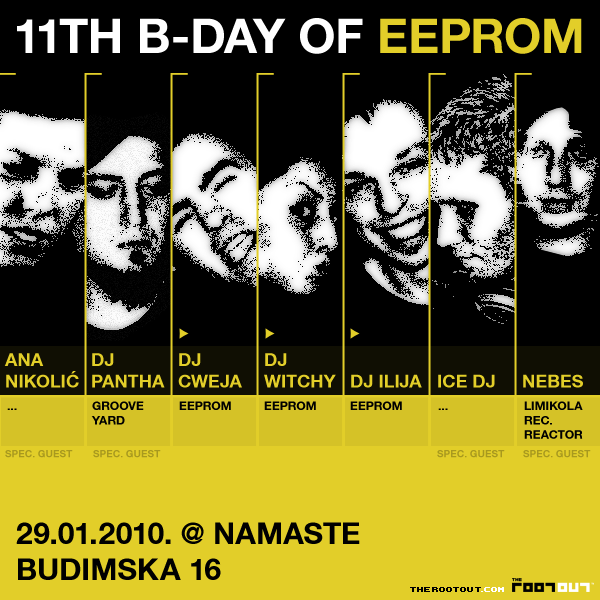 11TH B-DAY OF EEPROM
ANA
NIKOLIĆ
...
SPEC. GUEST
DJ
PANTHA
GROOVE
YARD
SPEC. GUEST
DJ
CWEJA
EEPROM
DJ
WITCHY
EEPROM
DJ ILIJA
EEPROM
ICE DJ
...
SPEC. GUEST
NEBES
LIMIKOLA
REC.
REACTOR
SPEC. GUEST
29.01.2010. @ NAMASTE
BUDIMSKA 16
THEROOTOUT.COM
THE
ROOTOUT